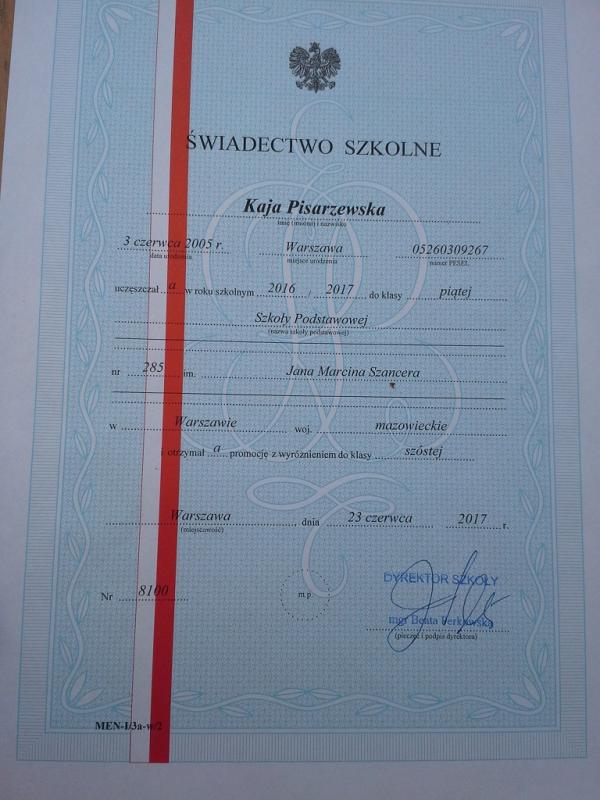 ŚWIADECTWO SZKOLNE
Kaja Pisarzewska
imię (imiona) i nazwisko
3 czerwca 2005 r. Warszawa 05260309267
data urodzenia miejsce urodzenia numer PESEL
uczęszczał a w roku szkolnym 2016 / 2017 do klasy piątej
Szkoły Podstawowej
(nazwa szkoły podstawowej)
nr 285 im. Jana Marcina Szancera
w Warszawie woj. mazowieckie
i otrzymał a promocję z wyróżnieniem do klasy szóstej
Warszawa dnia 23 czerwca 2017 r.
(miejscowość)
DYREKTOR SZKOŁY
Nr 8100 m.p.
mgr Beata Perkowska
(pieczęć i podpis dyrektora)
MEN-I/3a-w/2